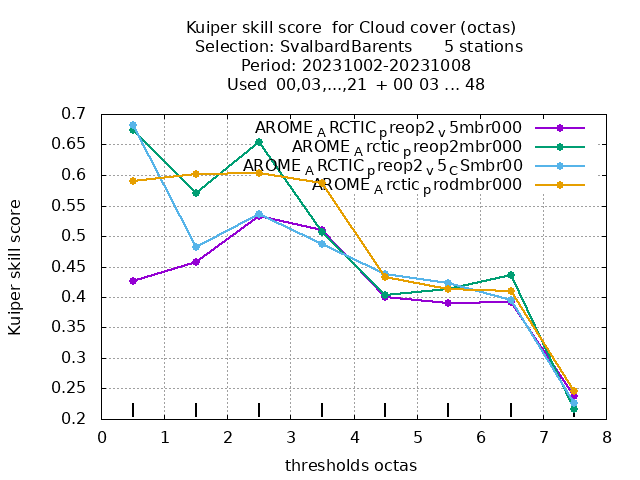 Kuiper skill score  for Cloud cover (octas)
Selection: SvalbardBarents      5 stations
Period: 20231002-20231008
Used  00,03,...,21  + 00 03 ... 48
AROME_ARCTIC_preop2_v5mbr000
AROME_Arctic_preop2mbr000
AROME_ARCTIC_preop2_v5_CSmbr00
AROME_Arctic_prodmbr000
0.7
0.65
0.6
0.55
0.5
0.45
0.4
0.35
0.3
0.25
0.2
Kuiper skill score
0 1 2 3 4 5 6 7 8
thresholds octas